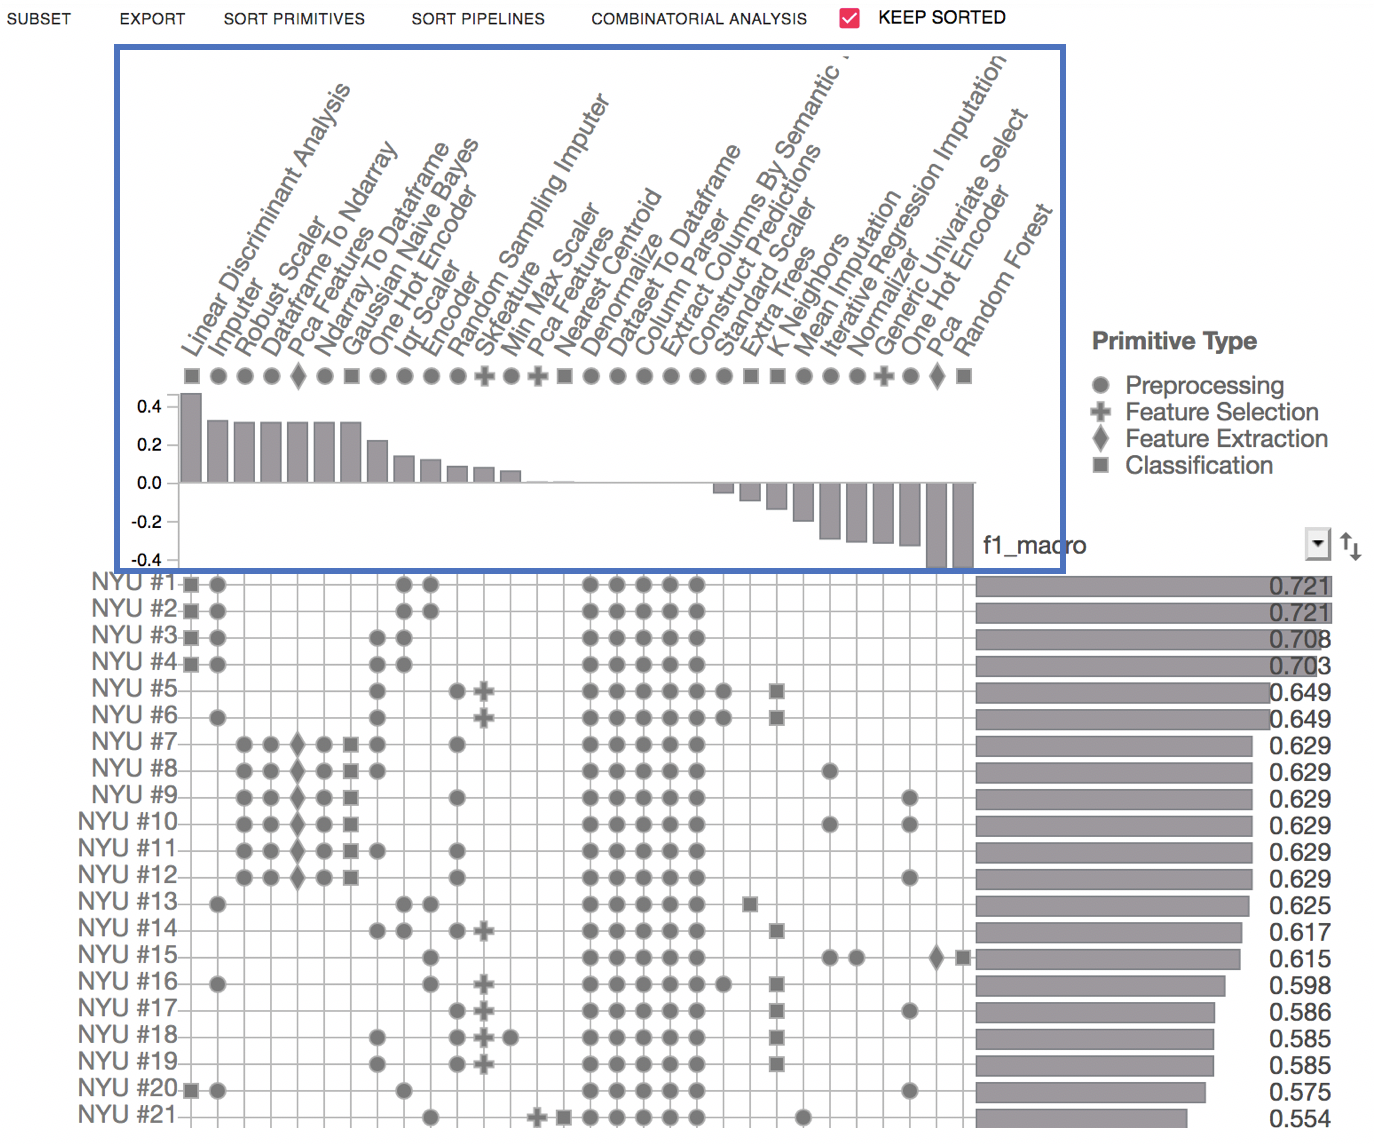 SUBSET EXPORT SORT PRIMITIVES SORT PIPELINES COMBINATORIAL ANALYSIS KEEP SORTED
Linear Discriminant Analysis
Imputer
Robust Scaler
Dataframe To Ndarray
Pca Features
Ndarray To Dataframe
Gaussian Naive Bayes
One Hot Encoder
Iqr Scaler
Encoder
Random Sampling Imputer
Skfeature
Min Max Scaler
Pca Features
Nearest Centroid
Denormalize
Dataset To Dataframe
Column Parser
Extract Columns By Semantic
Construct Predictions
Standard Scaler
Extra Trees
K Neighbors
Mean Imputation
Iterative Regression Imputation
Normalizer
Generic Univariate Select
One Hot Encoder
Pca
Random Forest
Primitive Type
Preprocessing
Feature Selection
Feature Extraction
Classification
0.4
0.2
0.0
-0.2
-0.4
f1_macro
NYU #1 0.721
NYU #2 0.721
NYU #3 0.708
NYU #4 0.703
NYU #5 0.649
NYU #6 0.649
NYU #7 0.629
NYU #8 0.629
NYU #9 0.629
NYU #10 0.629
NYU #11 0.629
NYU #12 0.629
NYU #13 0.625
NYU #14 0.617
NYU #15 0.615
NYU #16 0.598
NYU #17 0.586
NYU #18 0.585
NYU #19 0.585
NYU #20 0.575
NYU #21 0.554